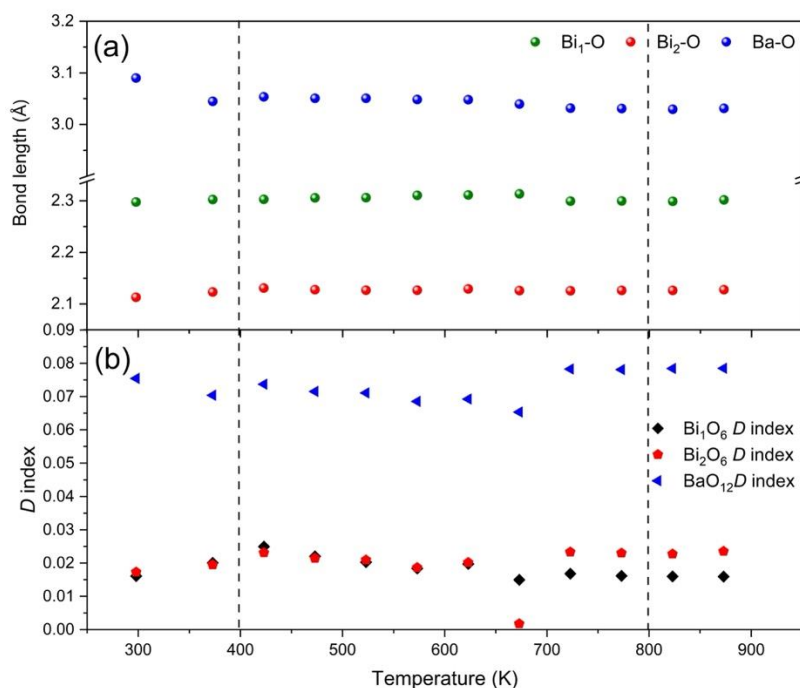 (a)
Bi₁-O Bi₂-O Ba-O
3.2
3.1
3.0
2.3
2.2
2.1
0.09
Bond length (Å)
(b)
0.08
0.07
0.06
0.05
0.04
0.03
0.02
0.01
0.00
D index
Bi₁O₆ D index
Bi₂O₆ D index
BaO₁₂D index
300 400 500 600 700 800 900
Temperature (K)